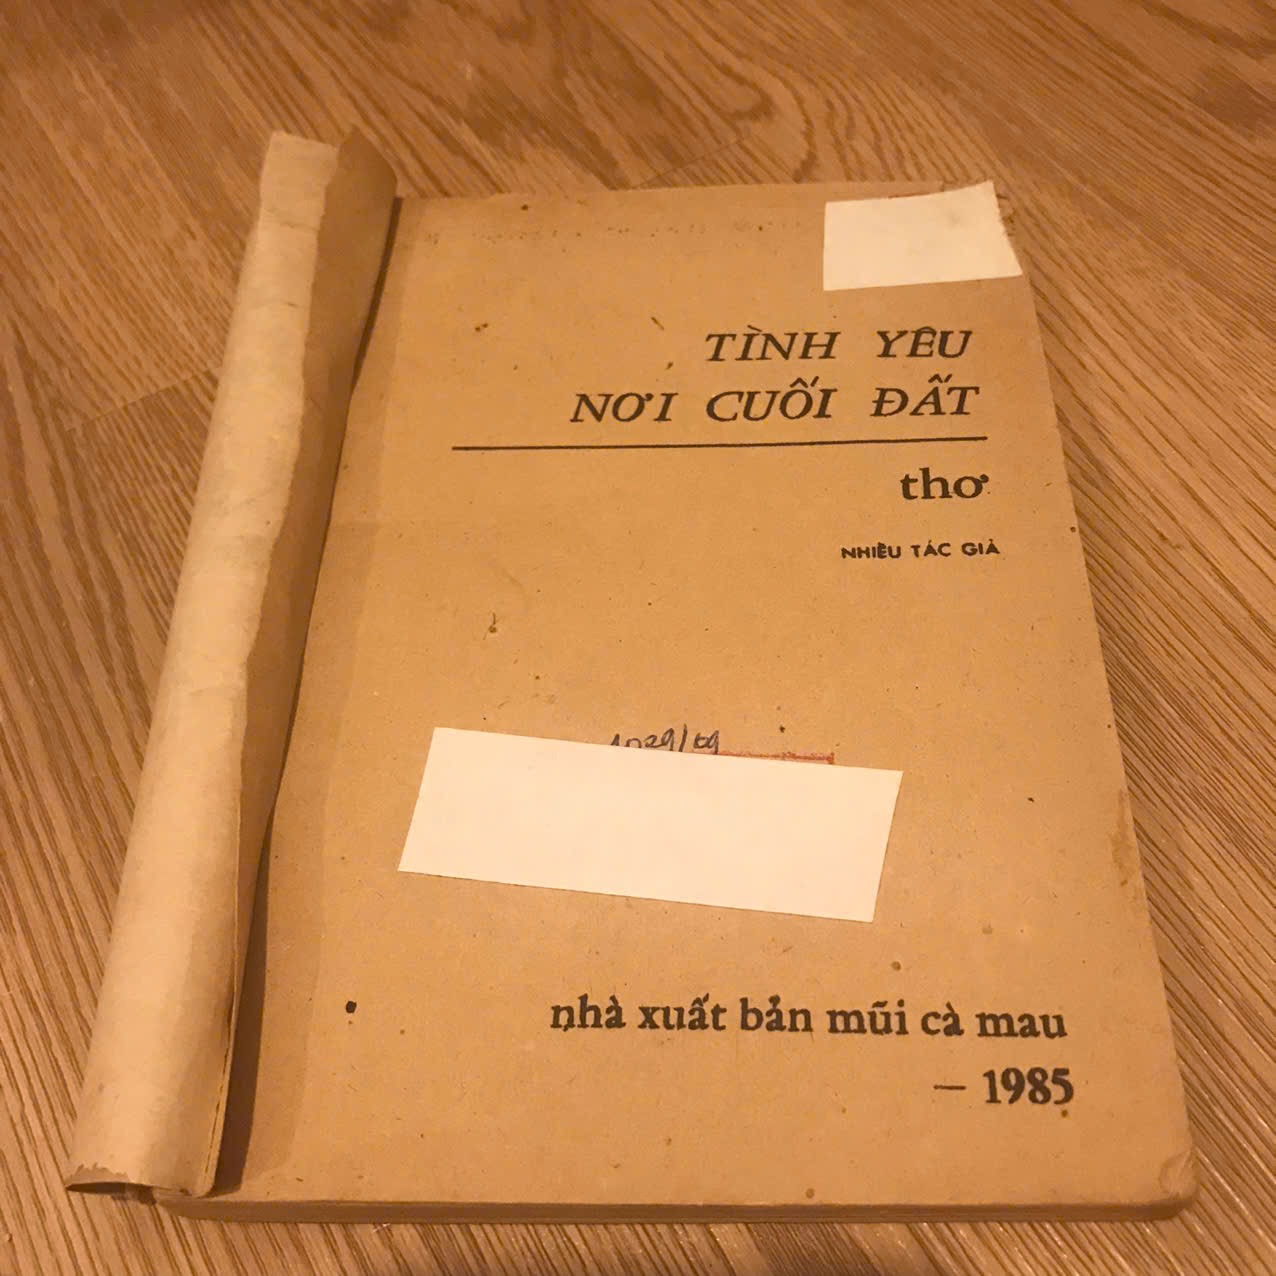 TÌNH YÊU
NƠI CUỐI ĐẤT
thơ
NHIỀU TÁC GIẢ
nhà xuất bản mũi cà mau
— 1985